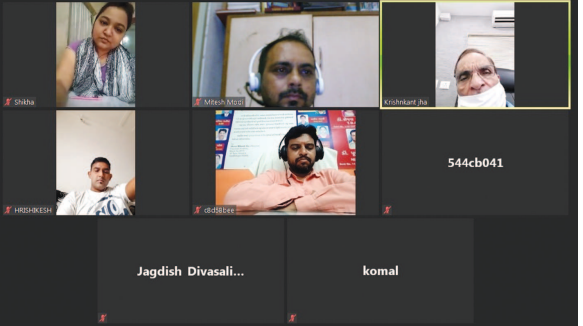 Shikha
Mitesh Modi
Krishnkant jha
HRISHIKESH
c8d58bee
544cb041
Jagdish Divasali...
komal